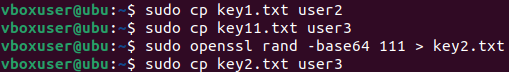 vboxuser@ubu:~$ sudo cp key1.txt user2
vboxuser@ubu:~$ sudo cp key11.txt user3
vboxuser@ubu:~$ sudo openssl rand -base64 111 > key2.txt
vboxuser@ubu:~$ sudo cp key2.txt user3